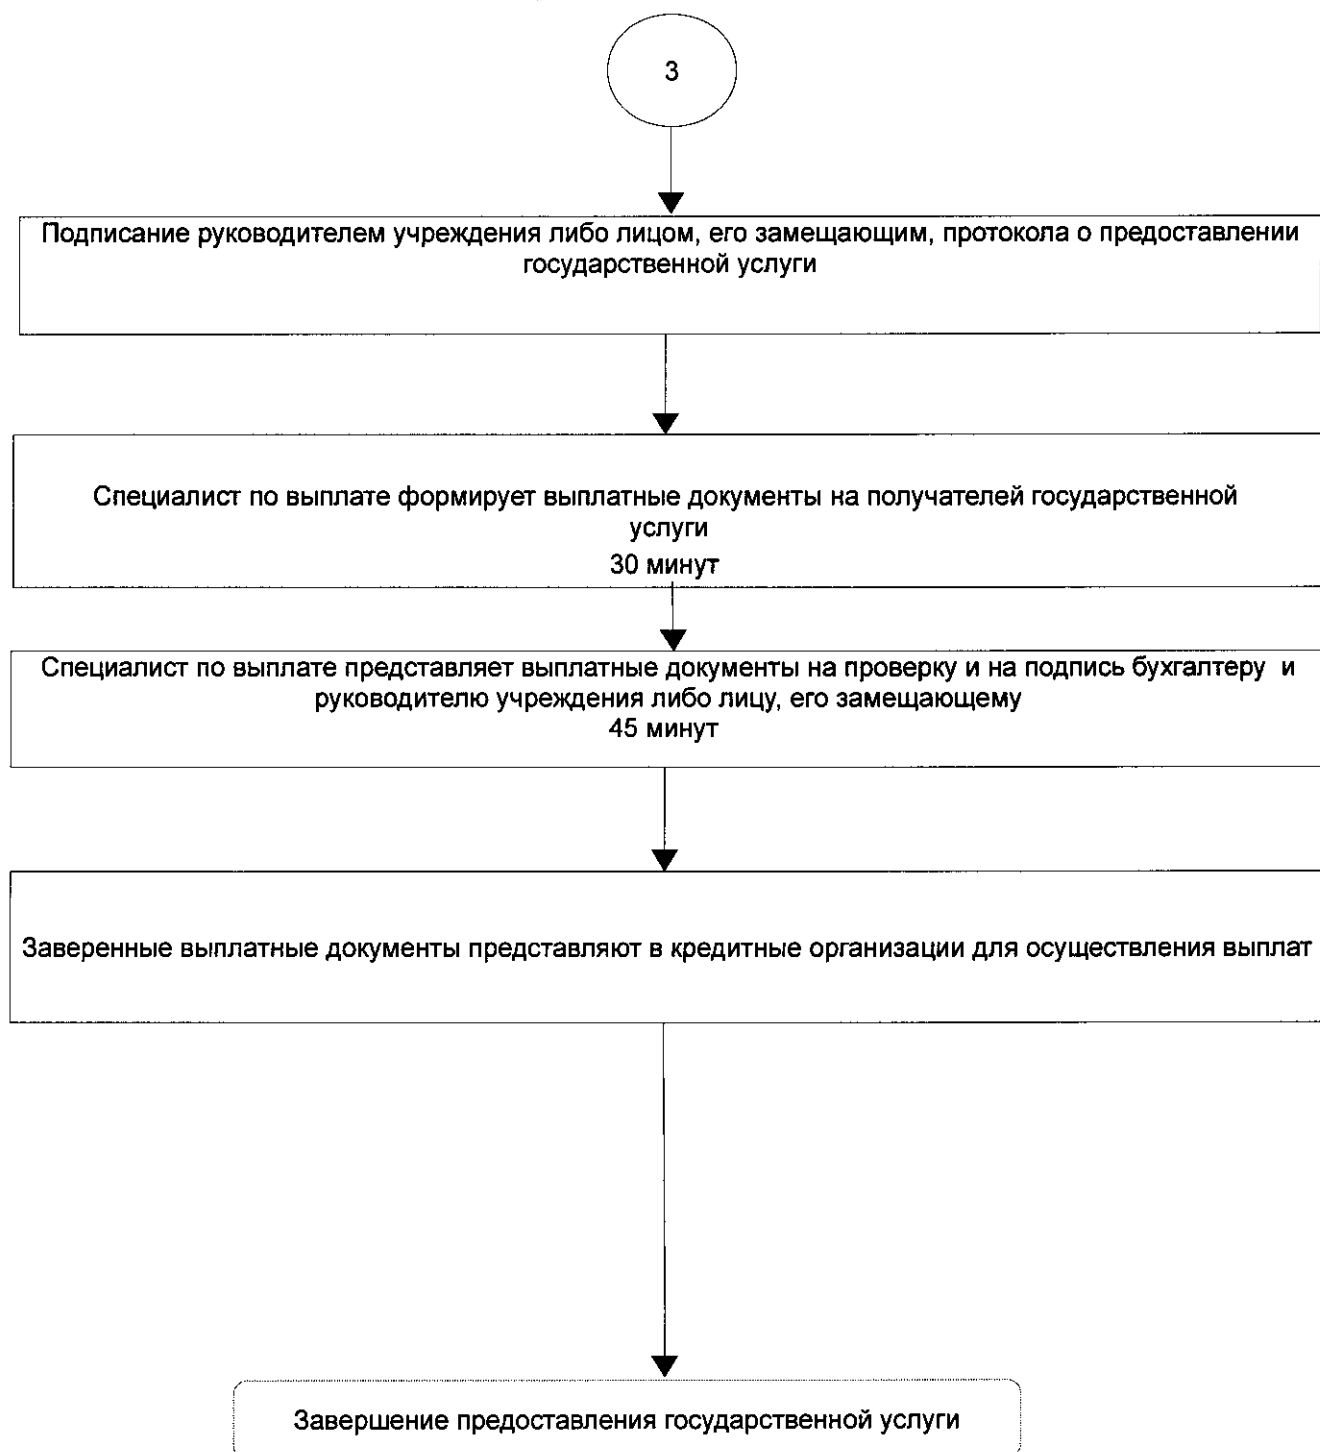 3
Подписание руководителем учреждения либо лицом, его замещающим, протокола о предоставлении
государственной услуги
Специалист по выплате формирует выплатные документы на получателей государственной
услуги
30 минут
Специалист по выплате представляет выплатные документы на проверку и на подпись бухгалтеру и
руководителю учреждения либо лицу, его замещающему
45 минут
Заверенные выплатные документы представляют в кредитные организации для осуществления выплат
Завершение предоставления государственной услуги